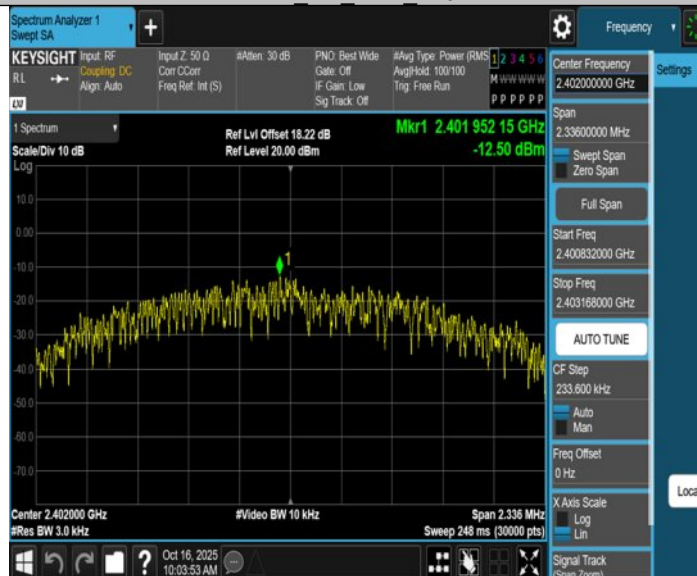 Spectrum Analyzer 1
Swept SA
+
Frequency
KEYSIGHT
RL
LXI
Input: RF
Coupling: DC
Align: Auto
Input Z: 50 Ω
Corr CCorr
Freq Ref: Int (S)
#Atten: 30 dB
PNO: Best Wide
Gate: Off
IF Gain: Low
Sig Track: Off
#Avg Type: Power (RMS
Avg|Hold: 100/100
Trig: Free Run
1 2 3 4 5 6
M W W W W W
P P P P P P
1 Spectrum
Scale/Div 10 dB
Log
Ref Lvl Offset 18.22 dB
Ref Level 20.00 dBm
Mkr1 2.401 952 15 GHz
-12.50 dBm
10.0
0.00
-10.0
-20.0
-30.0
-40.0
-50.0
-60.0
-70.0
1
Center 2.402000 GHz
#Res BW 3.0 kHz
#Video BW 10 kHz
Span 2.336 MHz
Sweep 248 ms (30000 pts)
Center Frequency
2.402000000 GHz
Settings
Span
2.33600000 MHz
Swept Span
Zero Span
Full Span
Start Freq
2.400832000 GHz
Stop Freq
2.403168000 GHz
AUTO TUNE
CF Step
233.600 kHz
Auto
Man
Freq Offset
0 Hz
X Axis Scale
Log
Lin
Loca
Signal Track
(Span Zoom)
?
Oct 16, 2025
10:03:53 AM